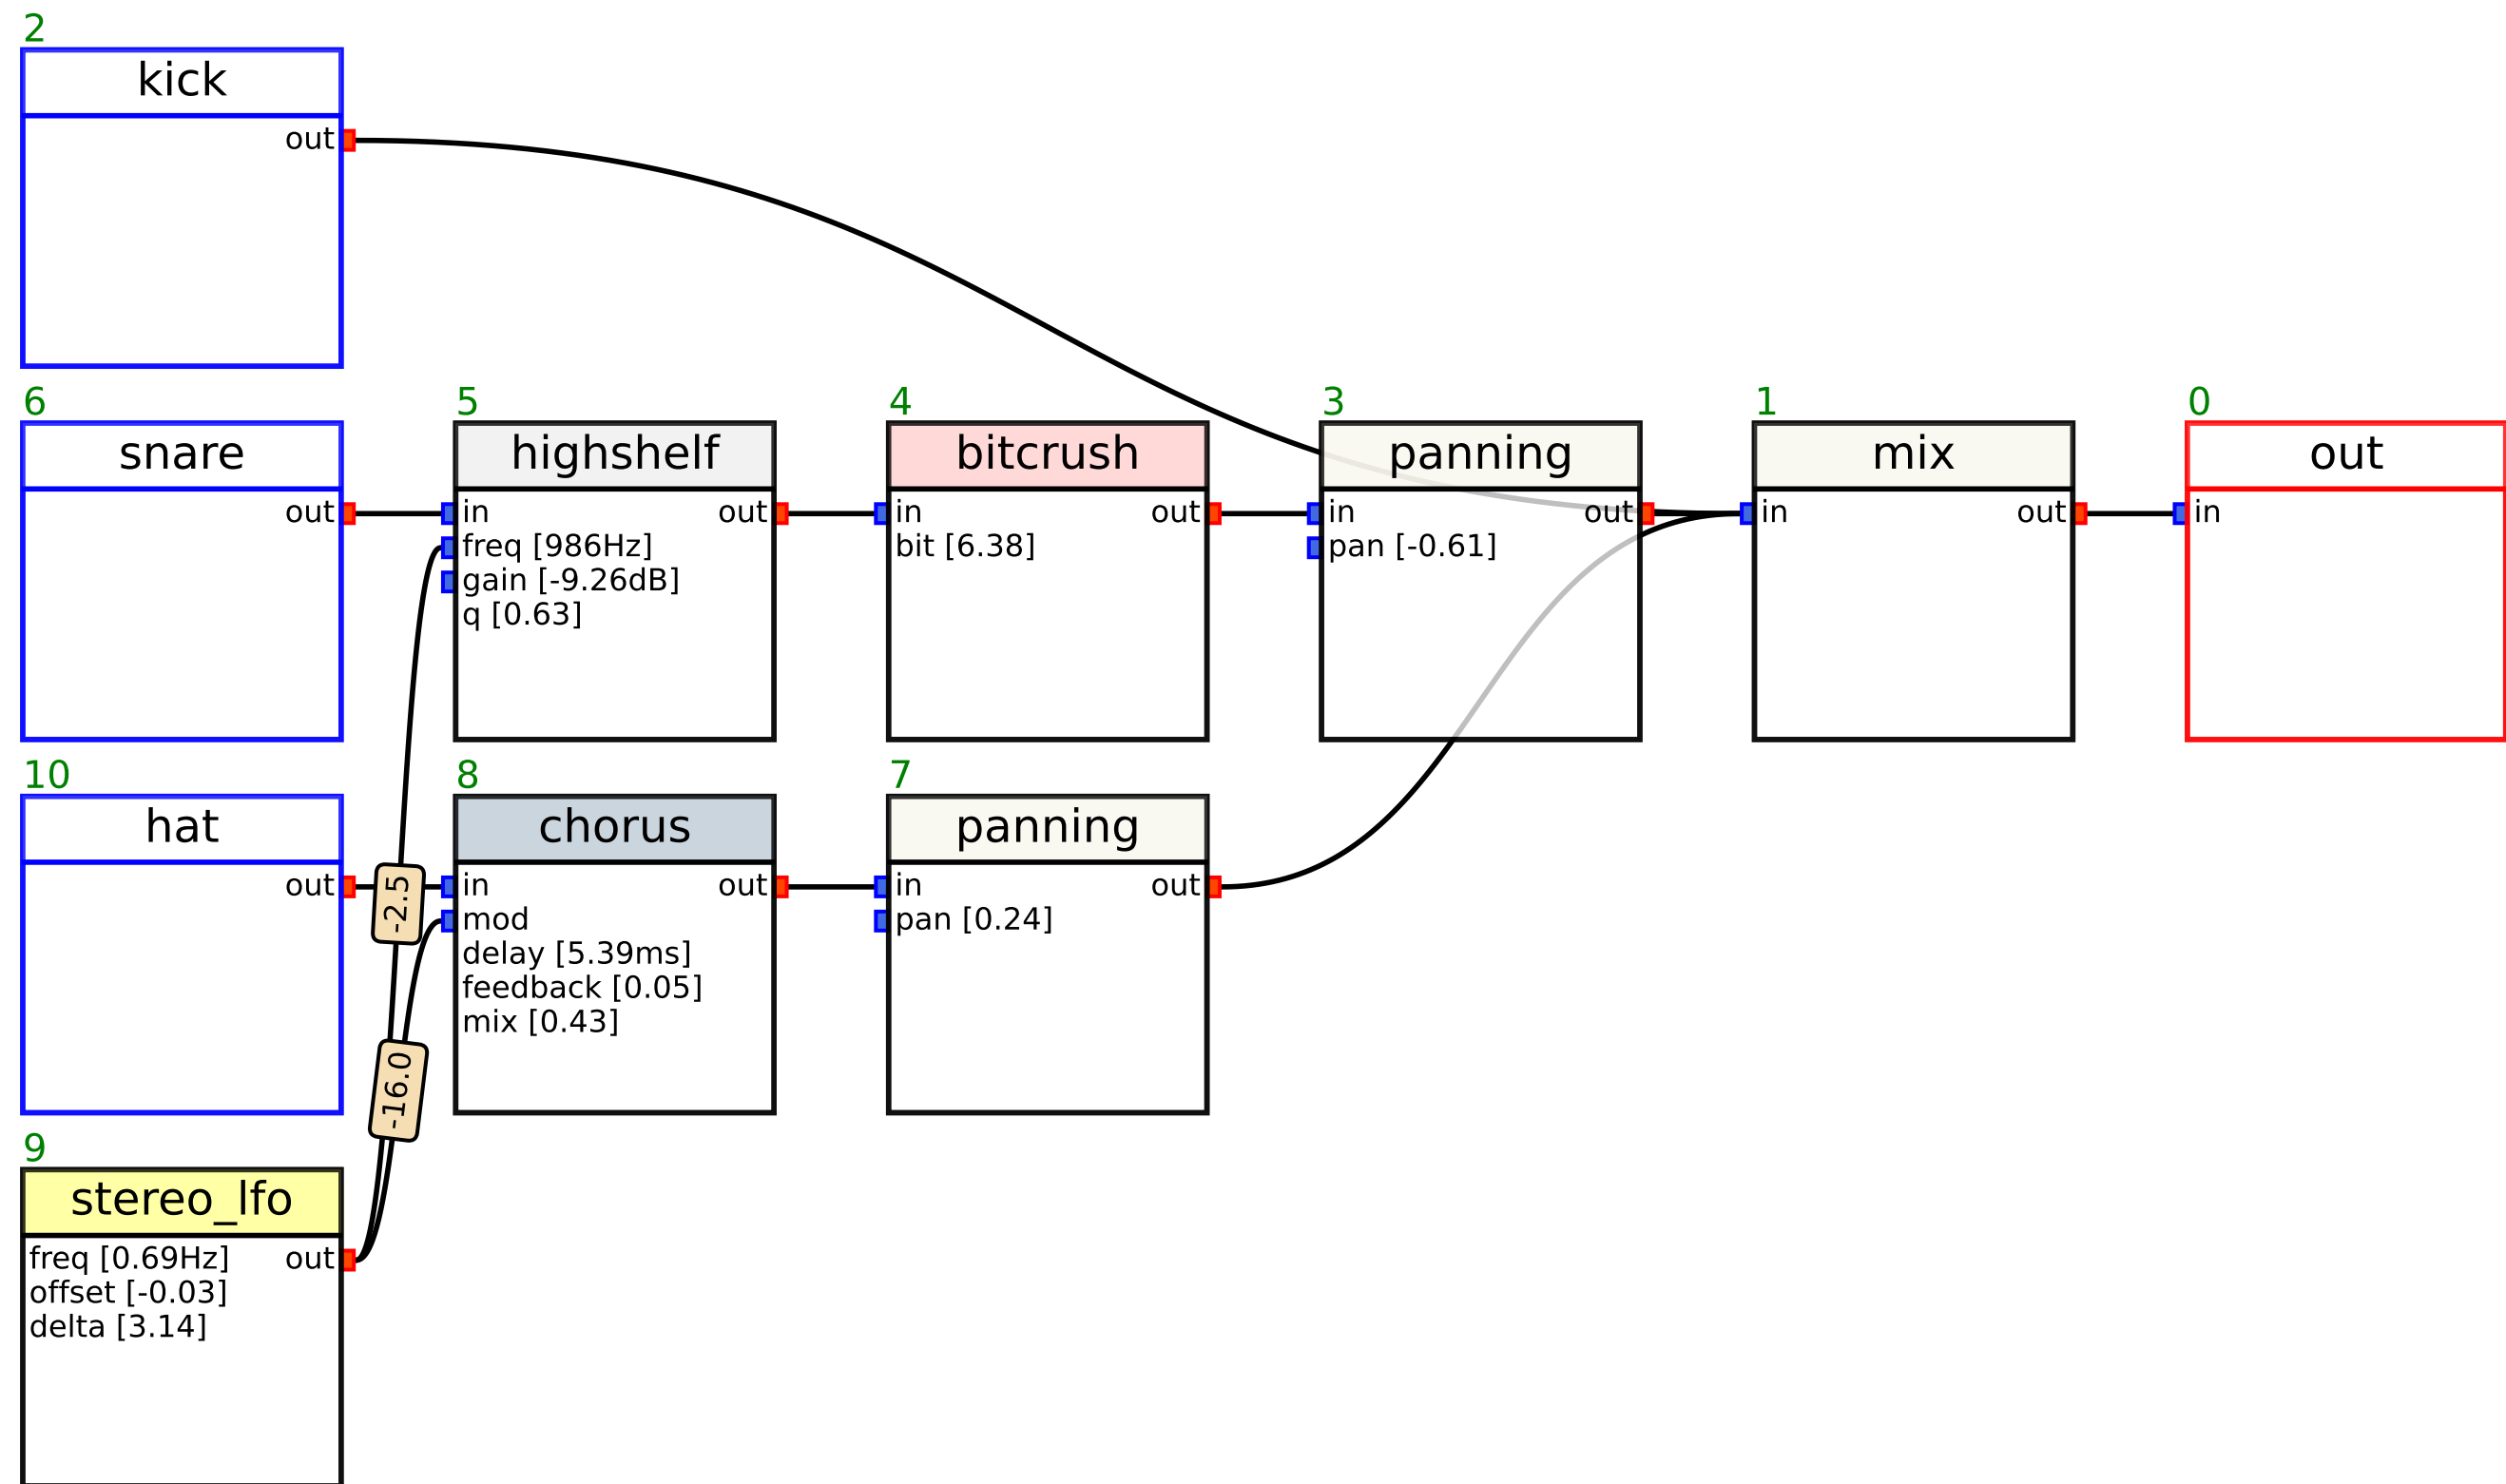 2
kick
out
6
snare
out
5
highshelf
in
out
freq [986Hz]
gain [-9.26dB]
q [0.63]
4
bitcrush
in
out
bit [6.38]
3
panning
in
out
pan [-0.61]
1
mix
in
out
0
out
in
10
hat
out
8
chorus
in
out
mod
delay [5.39ms]
feedback [0.05]
mix [0.43]
7
panning
in
out
pan [0.24]
-2.5
-16.0
9
stereo_lfo
freq [0.69Hz]
out
offset [-0.03]
delta [3.14]